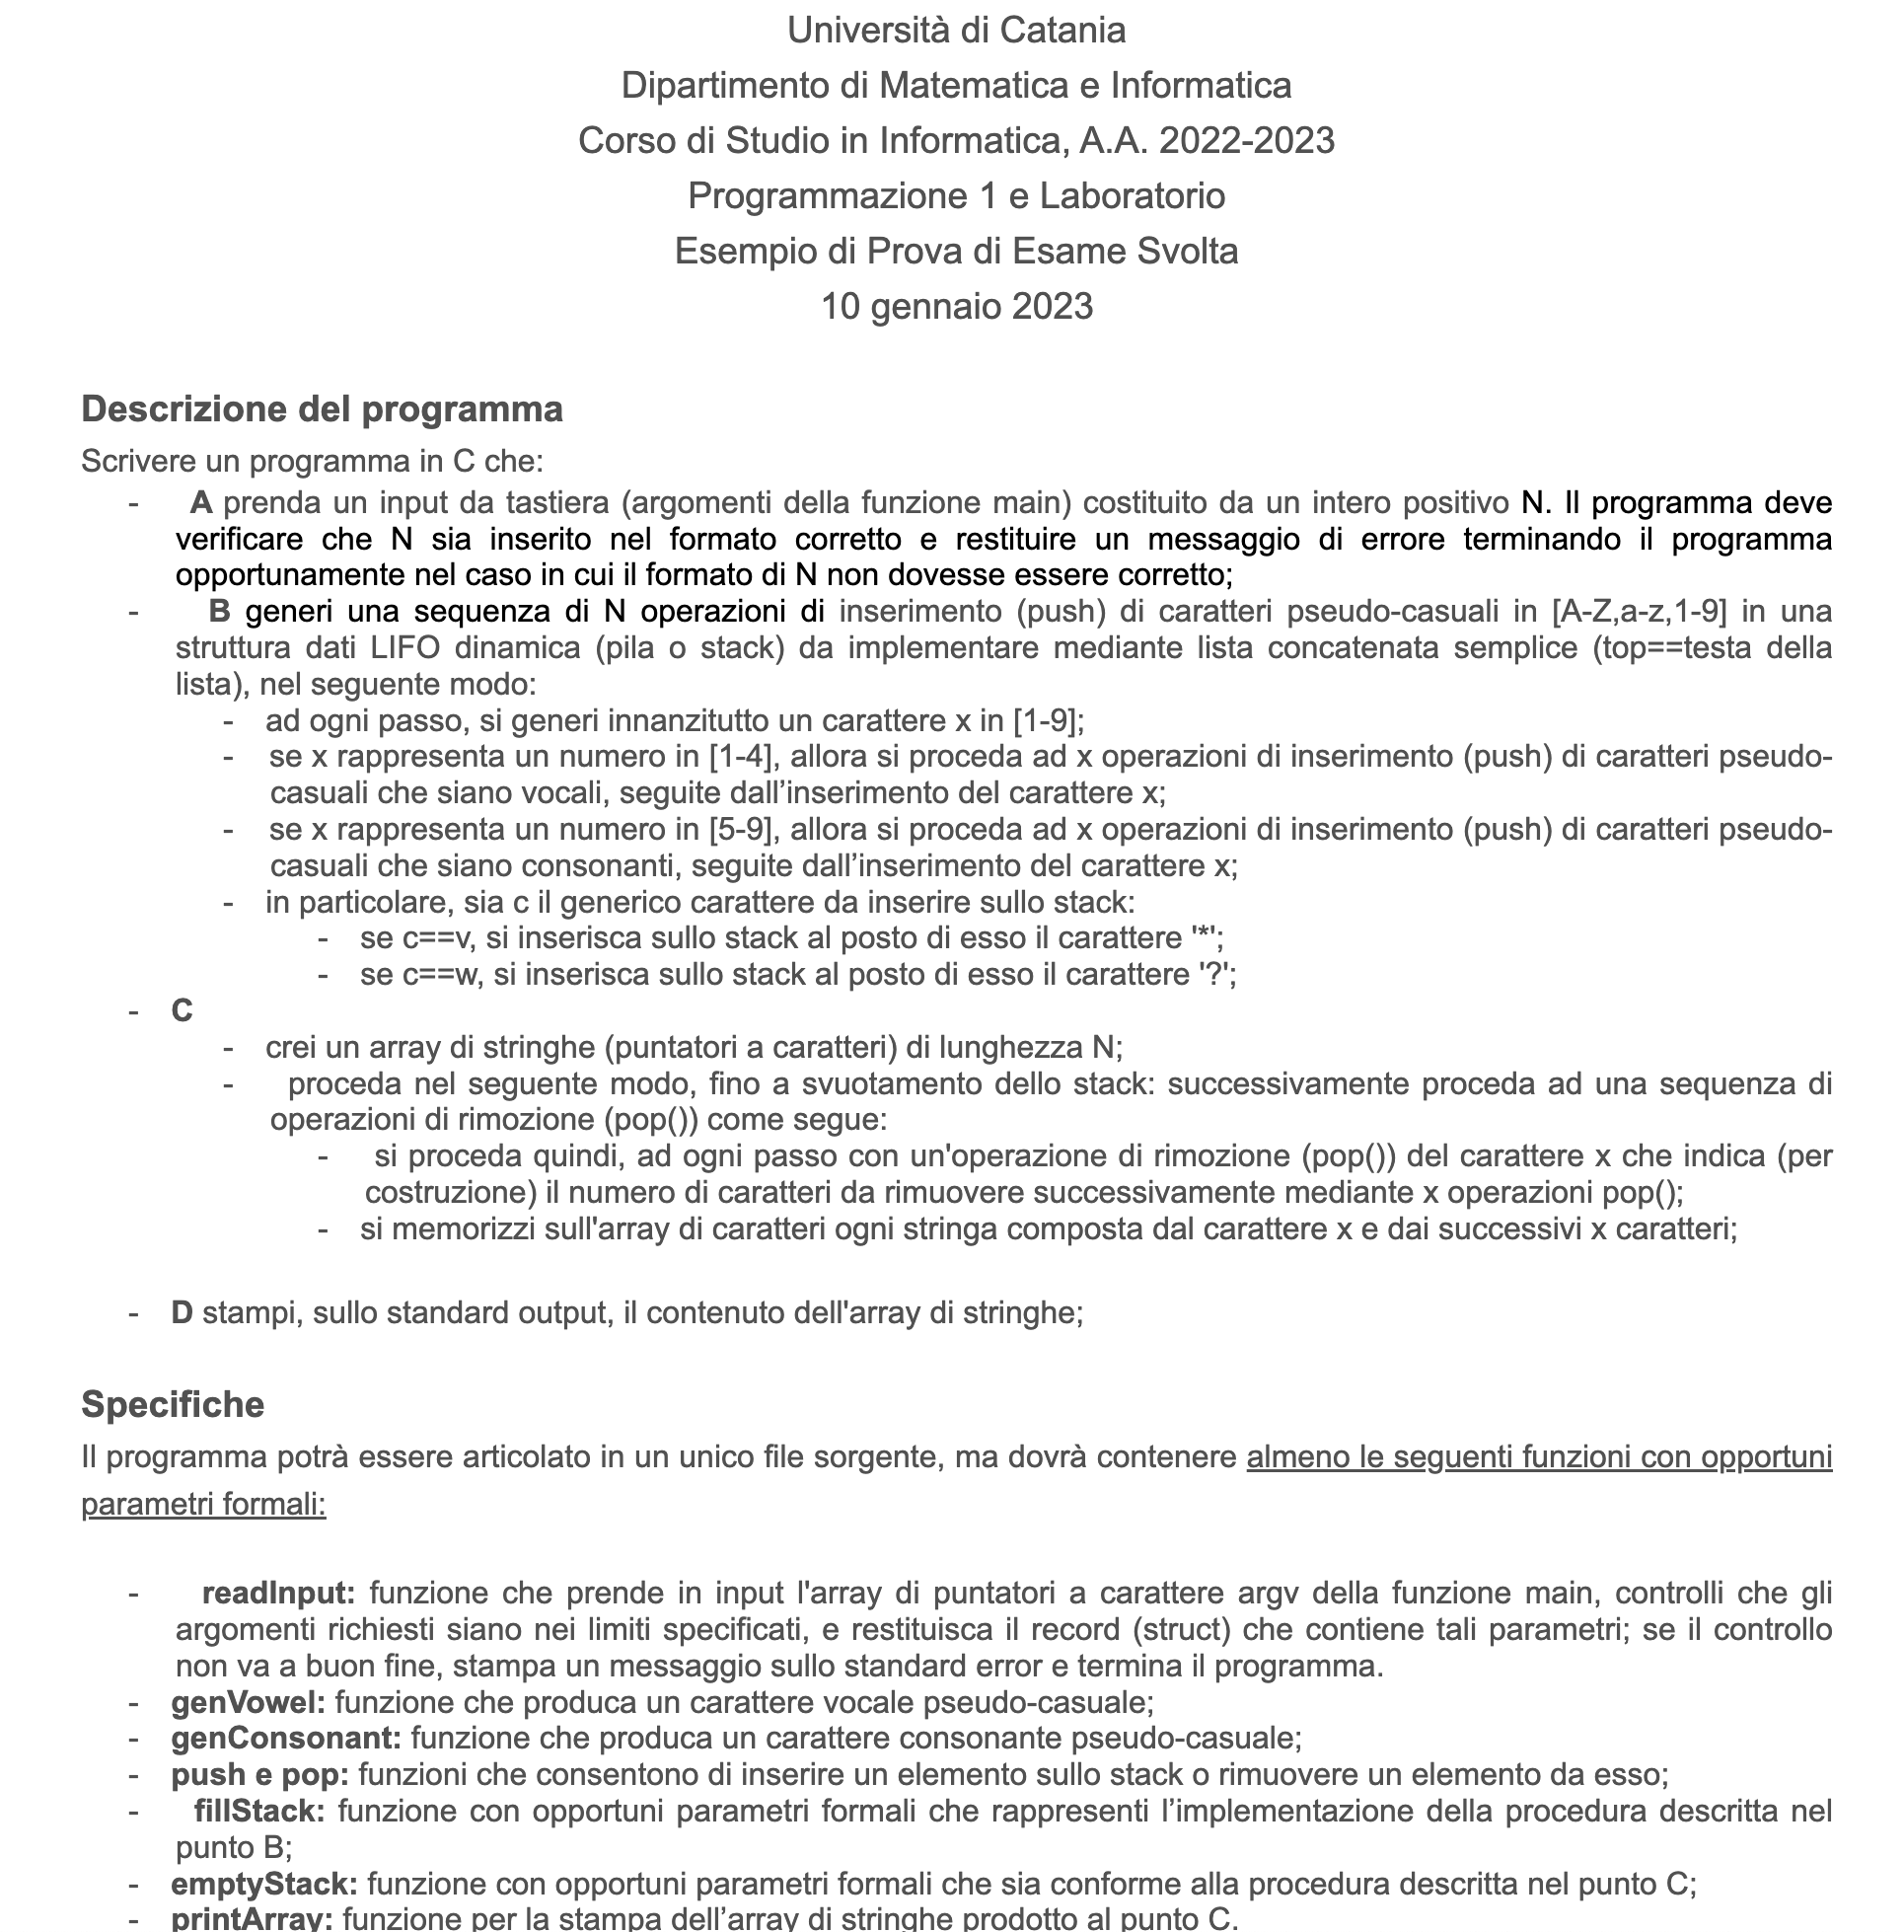 Università di Catania
Dipartimento di Matematica e Informatica
Corso di Studio in Informatica, A.A. 2022-2023
Programmazione 1 e Laboratorio
Esempio di Prova di Esame Svolta
10 gennaio 2023
Descrizione del programma
Scrivere un programma in C che:
- A prenda un input da tastiera (argomenti della funzione main) costituito da un intero positivo N. Il programma deve
verificare che N sia inserito nel formato corretto e restituire un messaggio di errore terminando il programma
opportunamente nel caso in cui il formato di N non dovesse essere corretto;
- B generi una sequenza di N operazioni di inserimento (push) di caratteri pseudo-casuali in [A-Z,a-z,1-9] in una
struttura dati LIFO dinamica (pila o stack) da implementare mediante lista concatenata semplice (top==testa della
lista), nel seguente modo:
- ad ogni passo, si generi innanzitutto un carattere x in [1-9];
- se x rappresenta un numero in [1-4], allora si proceda ad x operazioni di inserimento (push) di caratteri pseudo-
casuali che siano vocali, seguite dall’inserimento del carattere x;
- se x rappresenta un numero in [5-9], allora si proceda ad x operazioni di inserimento (push) di caratteri pseudo-
casuali che siano consonanti, seguite dall’inserimento del carattere x;
- in particolare, sia c il generico carattere da inserire sullo stack:
- se c==v, si inserisca sullo stack al posto di esso il carattere '*';
- se c==w, si inserisca sullo stack al posto di esso il carattere '?';
- C
- crei un array di stringhe (puntatori a caratteri) di lunghezza N;
- proceda nel seguente modo, fino a svuotamento dello stack: successivamente proceda ad una sequenza di
operazioni di rimozione (pop()) come segue:
- si proceda quindi, ad ogni passo con un'operazione di rimozione (pop()) del carattere x che indica (per
costruzione) il numero di caratteri da rimuovere successivamente mediante x operazioni pop();
- si memorizzi sull'array di caratteri ogni stringa composta dal carattere x e dai successivi x caratteri;
- D stampi, sullo standard output, il contenuto dell'array di stringhe;
Specifiche
Il programma potrà essere articolato in un unico file sorgente, ma dovrà contenere almeno le seguenti funzioni con opportuni
parametri formali:
- readInput: funzione che prende in input l'array di puntatori a carattere argv della funzione main, controlli che gli
argomenti richiesti siano nei limiti specificati, e restituisca il record (struct) che contiene tali parametri; se il controllo
non va a buon fine, stampa un messaggio sullo standard error e termina il programma.
- genVowel: funzione che produca un carattere vocale pseudo-casuale;
- genConsonant: funzione che produca un carattere consonante pseudo-casuale;
- push e pop: funzioni che consentono di inserire un elemento sullo stack o rimuovere un elemento da esso;
- fillStack: funzione con opportuni parametri formali che rappresenti l’implementazione della procedura descritta nel
punto B;
- emptyStack: funzione con opportuni parametri formali che sia conforme alla procedura descritta nel punto C;
- printArray: funzione per la stampa dell’array di stringhe prodotto al punto C.